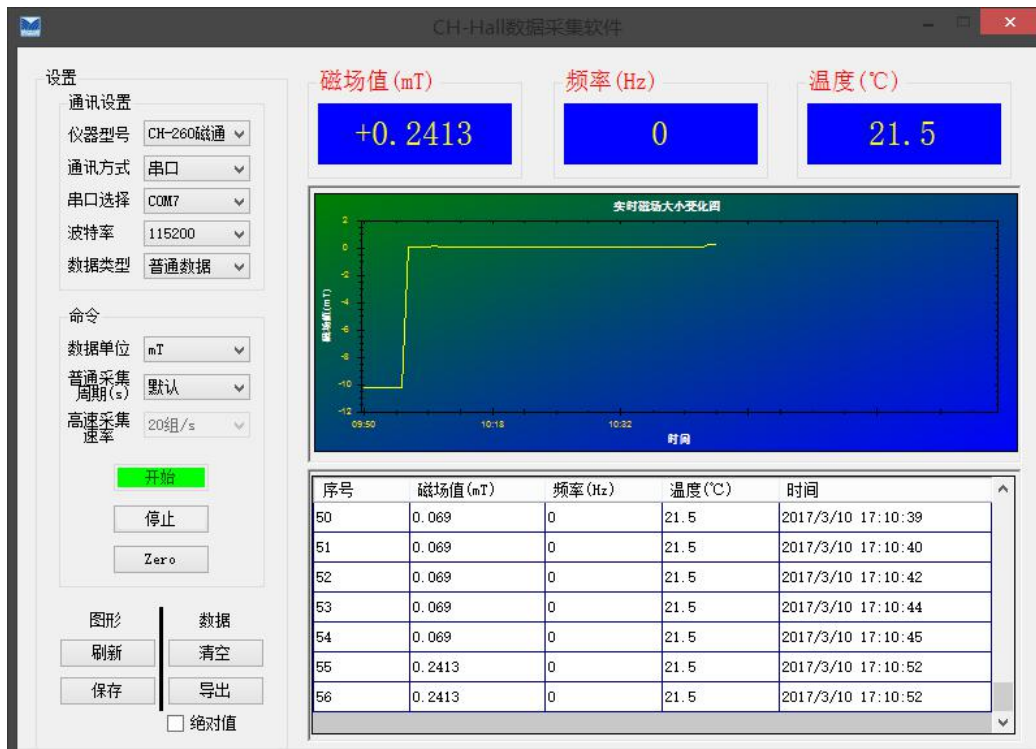 CH-Hall数据采集软件
设置
通讯设置
仪器型号 CH-260磁通
通讯方式 串口
串口选择 COM7
波特率 115200
数据类型 普通数据
命令
数据单位 mT
普通采集
周期(s) 默认
高速采集
速率 20组/s
开始
停止
Zero
图形 数据
刷新 清空
保存 导出
绝对值
磁场值(mT) 频率(Hz) 温度(℃)
+0.2413 0 21.5
实时磁场大小变化图
磁场值(mT)
2
0
-2
-4
-6
-8
-10
-12
09:50 10:18 10:32
时间
序号 磁场值(mT) 频率(Hz) 温度(℃) 时间
50 0.069 0 21.5 2017/3/10 17:10:39
51 0.069 0 21.5 2017/3/10 17:10:40
52 0.069 0 21.5 2017/3/10 17:10:42
53 0.069 0 21.5 2017/3/10 17:10:44
54 0.069 0 21.5 2017/3/10 17:10:45
55 0.2413 0 21.5 2017/3/10 17:10:52
56 0.2413 0 21.5 2017/3/10 17:10:52